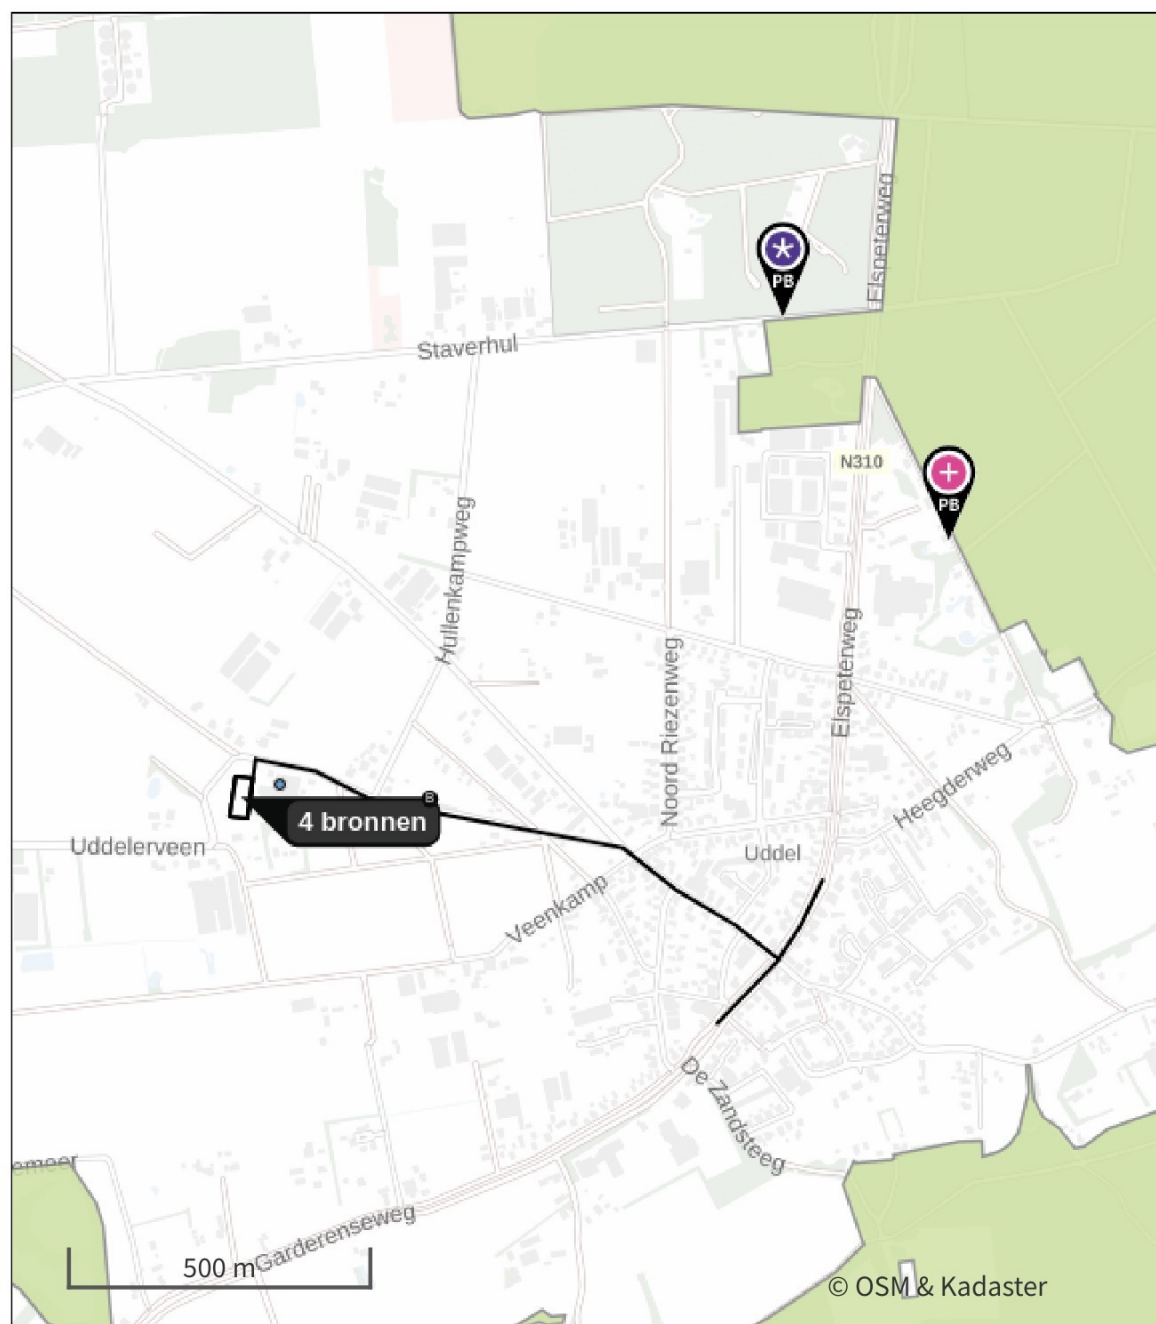 Elspeterweg
*
PB
Staverhul
N310
+
PB
Hullenkampweg
Noord Riezenweg
Elspeterweg
Heegderweg
B
4 bronnen
Uddelerveen
Uddel
Veenkamp
De Zandsteeg
emeer
Garderenseweg
500 m
© OSM & Kadaster